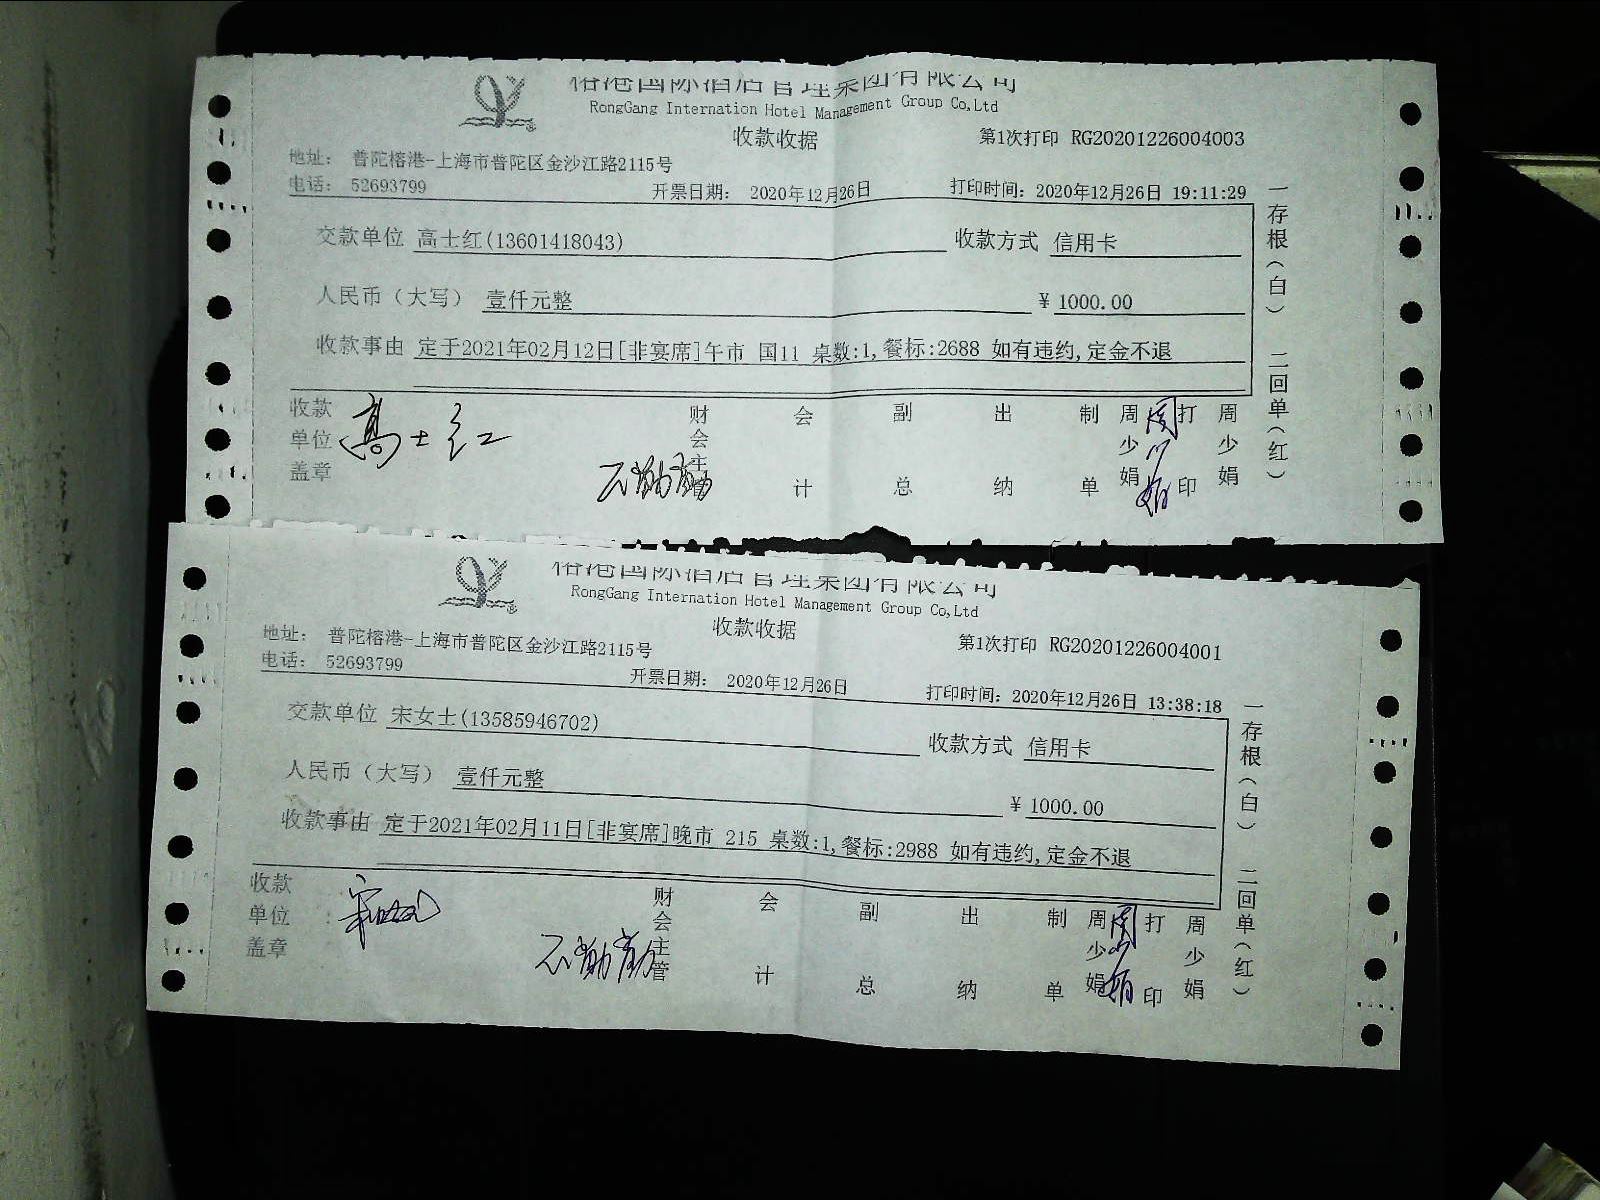 榕港国际酒店管理集团有限公司
RongGang Internation Hotel Management Group Co,Ltd
收款收据
第1次打印 RG20201226004003
地址： 普陀榕港-上海市普陀区金沙江路2115号
电话： 52693799
开票日期： 2020年12月26日
打印时间： 2020年12月26日 19:11:29
交款单位 高士红(13601418043)
收款方式 信用卡
人民币（大写） 壹仟元整
¥ 1000.00
收款事由 定于2021年02月12日[非宴席]午市 国11 桌数:1,餐标:2688 如有违约,定金不退
一存根（白） 二回单（红）
收款单位盖章
高士红
财会主管
会计
副总
出纳
制单
周少娟
周少娟
打印
周少娟
榕港国际酒店管理集团有限公司
RongGang Internation Hotel Management Group Co,Ltd
收款收据
第1次打印 RG20201226004001
地址： 普陀榕港-上海市普陀区金沙江路2115号
电话： 52693799
开票日期： 2020年12月26日
打印时间： 2020年12月26日 13:38:18
交款单位 宋女士(13585946702)
收款方式 信用卡
人民币（大写） 壹仟元整
¥ 1000.00
收款事由 定于2021年02月11日[非宴席]晚市 215 桌数:1,餐标:2988 如有违约,定金不退
一存根（白） 二回单（红）
收款单位盖章：
财会主管
会计
副总
出纳
制单
周少娟
周少娟
打印
周少娟